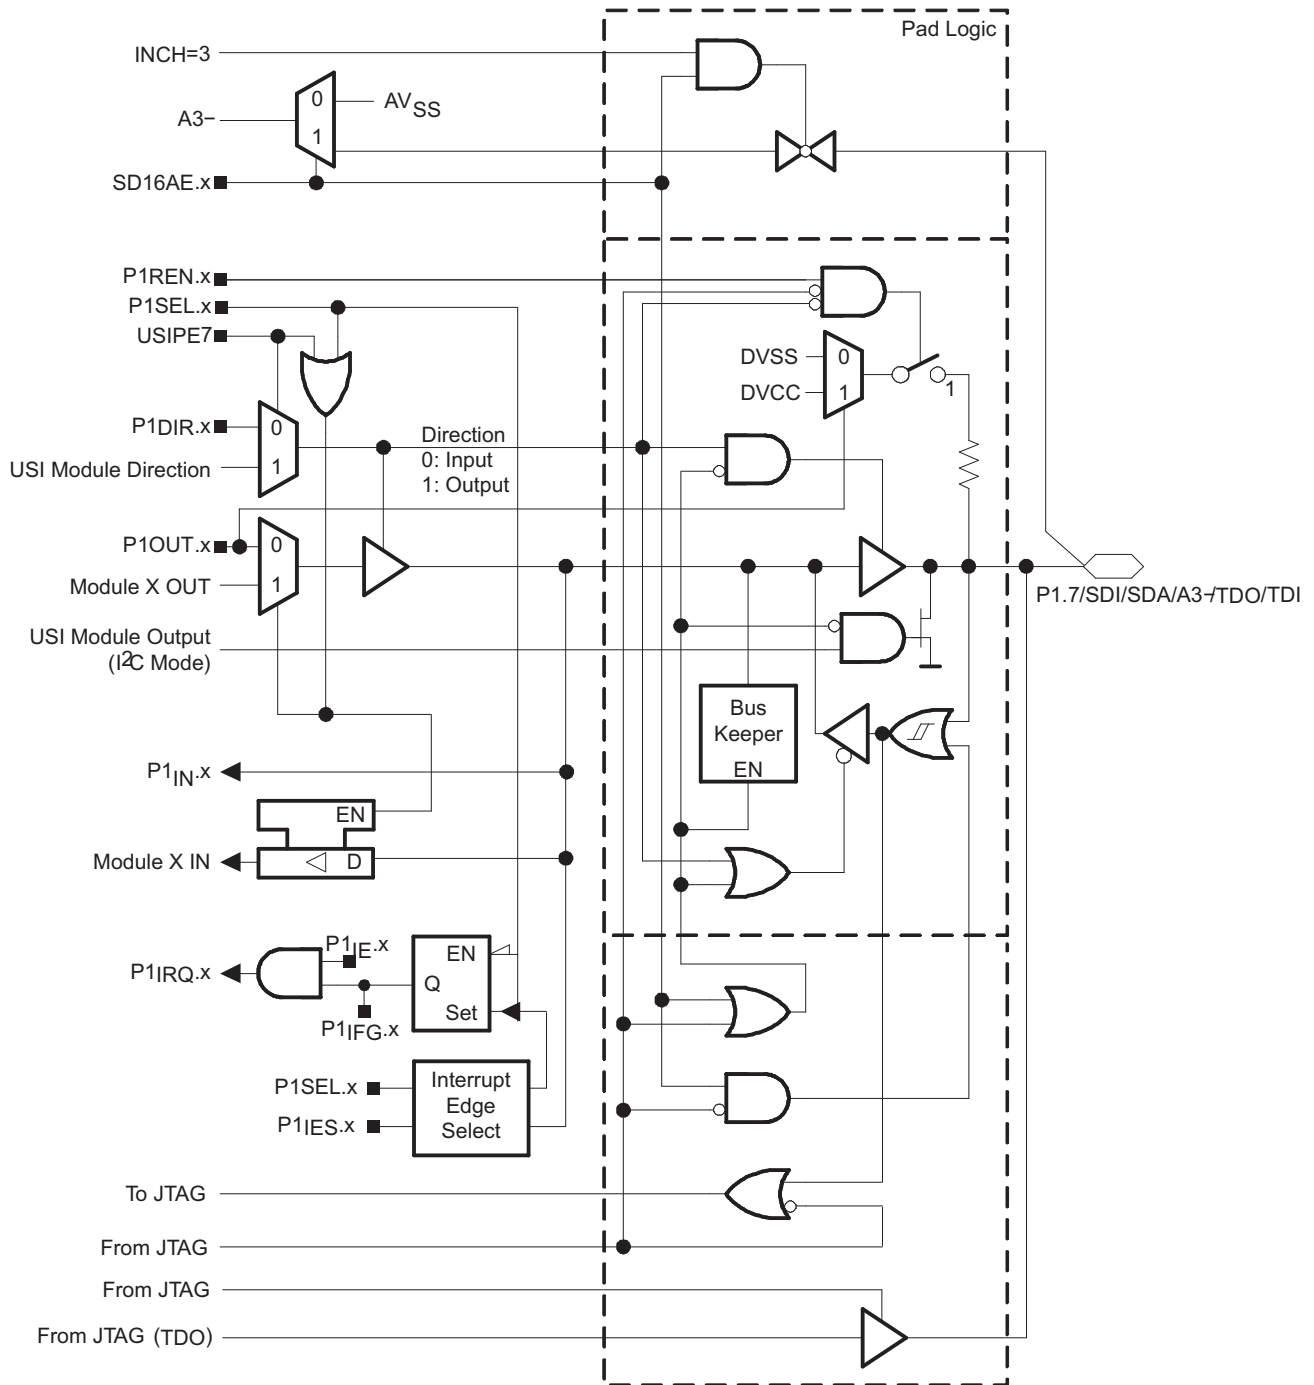 Pad Logic
INCH=3
0
AVSS
A3−
1
SD16AE.x
P1REN.x
P1SEL.x
USIPE7
DVSS
0
DVCC
1
1
P1DIR.x
0
USI Module Direction
1
Direction
0: Input
1: Output
P1OUT.x
0
Module X OUT
1
P1.7/SDI/SDA/A3−/TDO/TDI
USI Module Output
(I2C Mode)
Bus
Keeper
EN
P1IN.x
EN
Module X IN
D
P1IE.x
P1IRQ.x
EN
Q
Set
P1IFG.x
P1SEL.x
P1IES.x
Interrupt
Edge
Select
To JTAG
From JTAG
From JTAG
From JTAG (TDO)